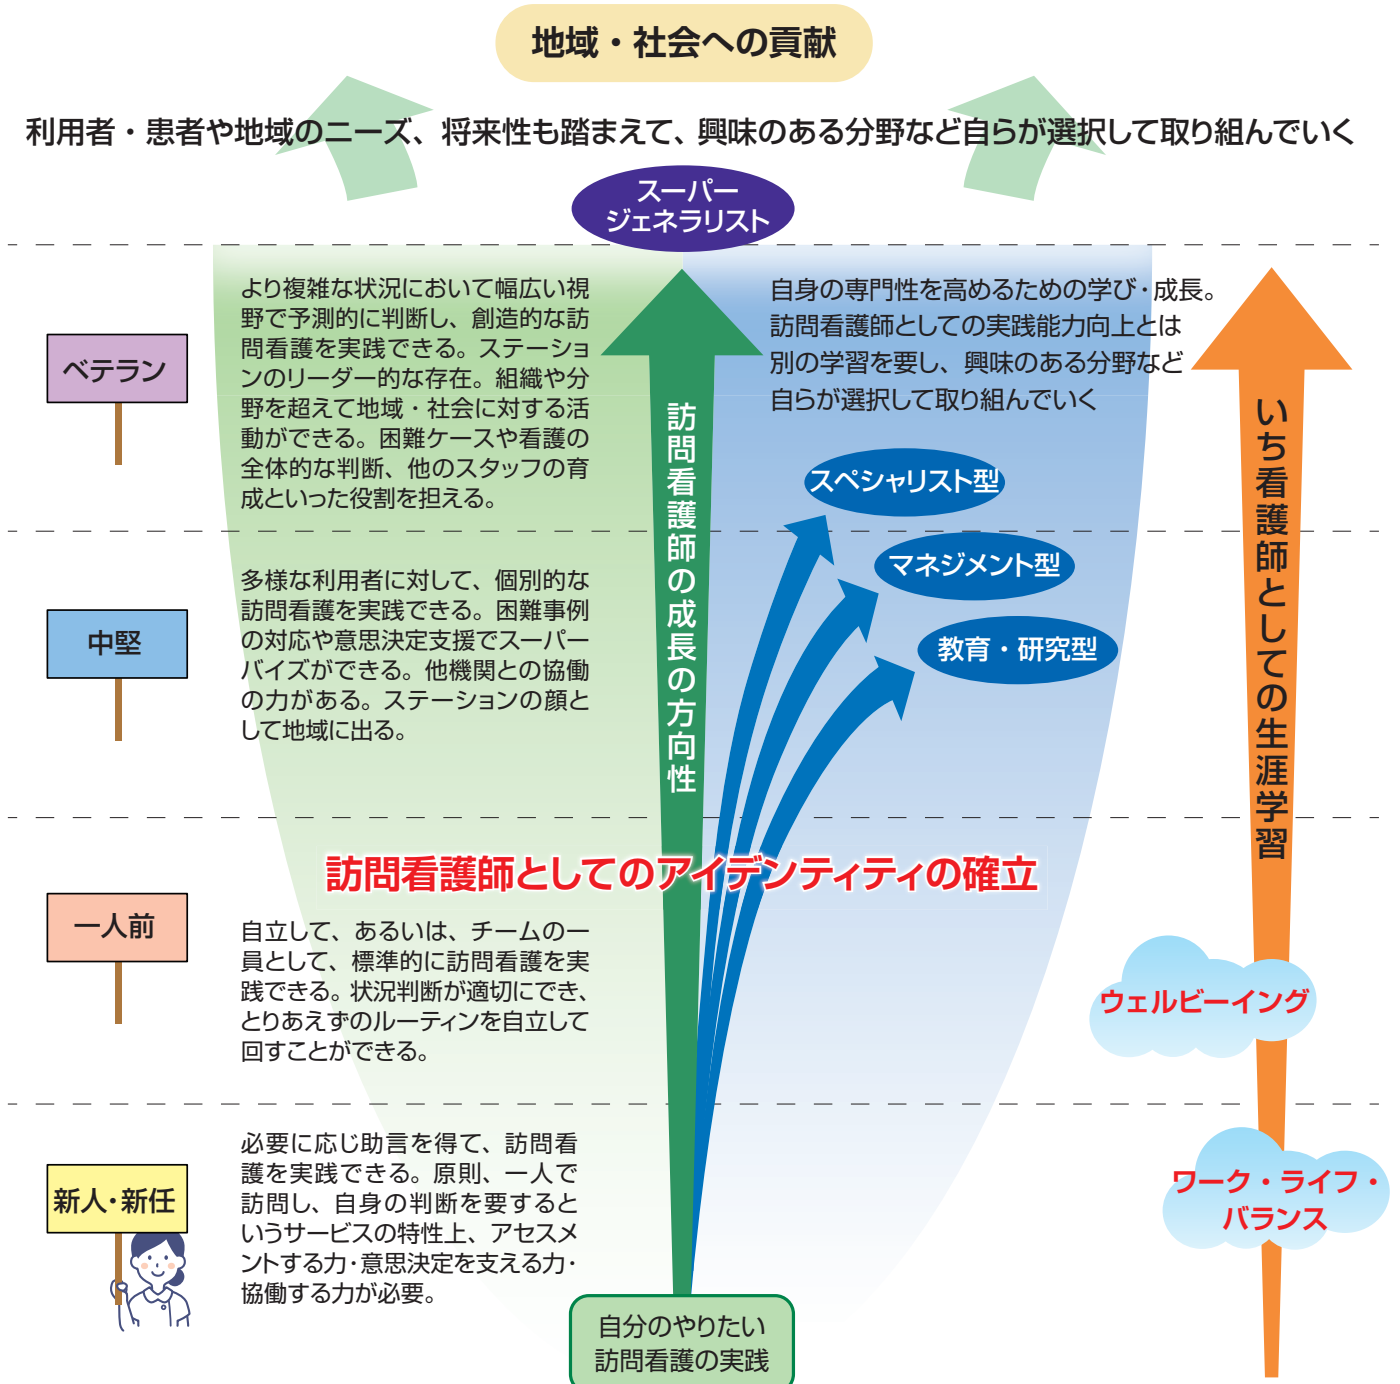 地域・社会への貢献
利用者・患者や地域のニーズ、将来性も踏まえて、興味のある分野など自らが選択して取り組んでいく
スーパー
ジェネラリスト
ベテラン
より複雑な状況において幅広い視
野で予測的に判断し、創造的な訪
問看護を実践できる。ステーショ
ンのリーダー的な存在。組織や分
野を超えて地域・社会に対する活
動ができる。困難ケースや看護の
全体的な判断、他のスタッフの育
成といった役割を担える。
自身の専門性を高めるための学び・成長。
訪問看護師としての実践能力向上とは
別の学習を要し、興味のある分野など
自らが選択して取り組んでいく
訪問看護師の成長の方向性
いち看護師としての生涯学習
スペシャリスト型
マネジメント型
教育・研究型
中堅
多様な利用者に対して、個別的な
訪問看護を実践できる。困難事例
の対応や意思決定支援でスーパー
バイズができる。他機関との協働
の力がある。ステーションの顔と
して地域に出る。
訪問看護師としてのアイデンティティの確立
一人前
自立して、あるいは、チームの一
員として、標準的に訪問看護を実
践できる。状況判断が適切にでき、
とりあえずのルーティンを自立して
回すことができる。
ウェルビーイング
新人・新任
必要に応じ助言を得て、訪問看
護を実践できる。原則、一人で
訪問し、自身の判断を要すると
いうサービスの特性上、アセスメ
ントする力・意思決定を支える力・
協働する力が必要。
ワーク・ライフ・
バランス
自分のやりたい
訪問看護の実践